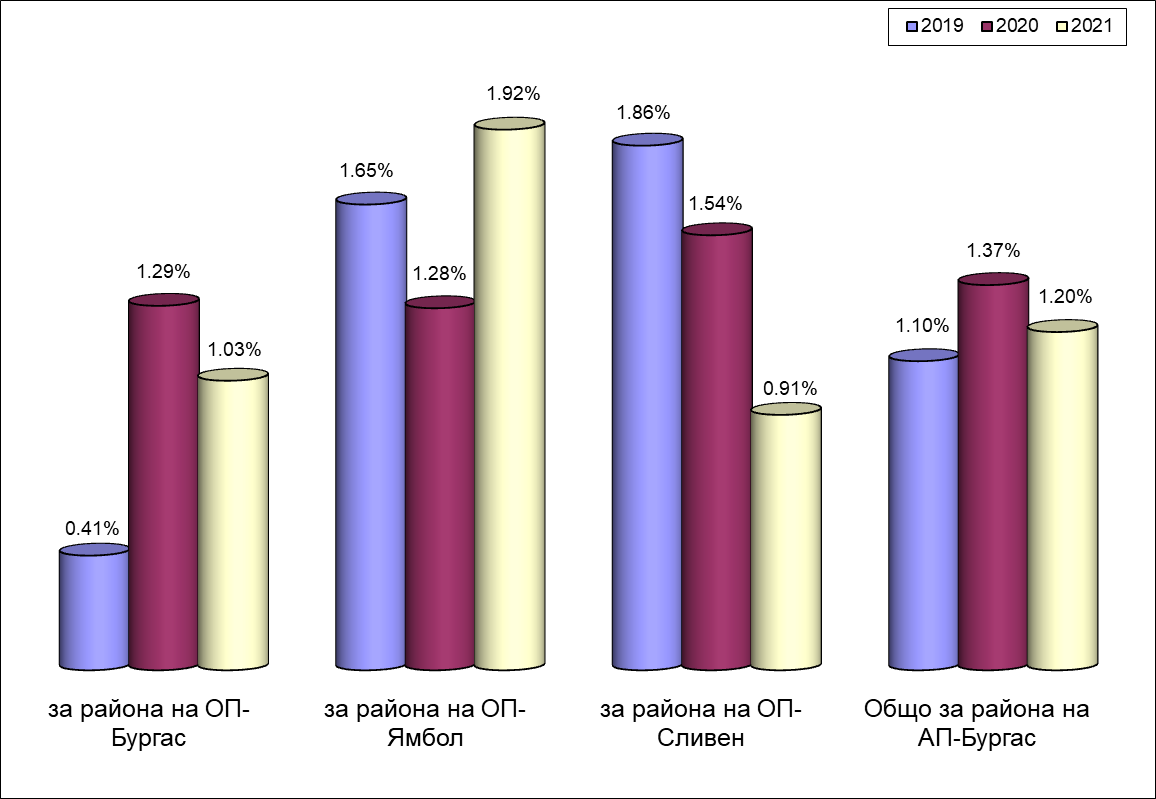 2019 2020 2021
0.41%
1.29%
1.03%
1.65%
1.28%
1.92%
1.86%
1.54%
0.91%
1.10%
1.37%
1.20%
за района на ОП-
Бургас
за района на ОП-
Ямбол
за района на ОП-
Сливен
Общо за района на
АП-Бургас